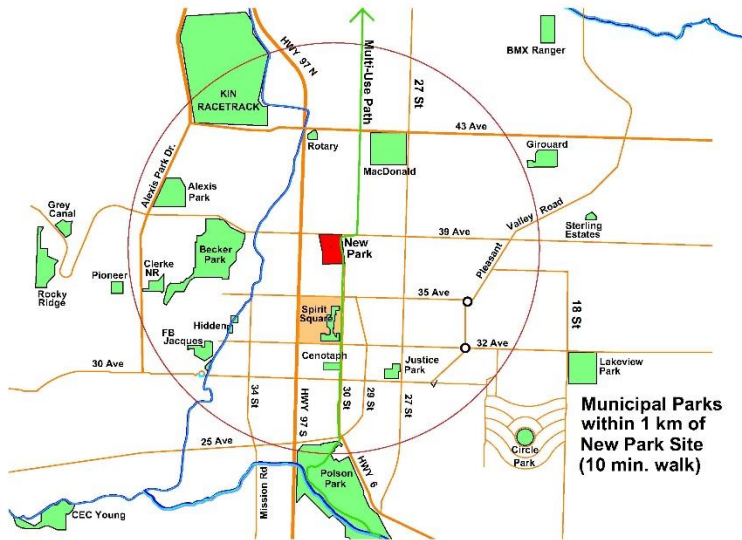 BMX Ranger
HWY 97 N
Multi-Use Path
27 St
KIN
RACETRACK
43 Ave
Rotary
MacDonald
Girouard
Alexis Park Dr.
Alexis
Park
Grey
Canal
Valley Road
Pleasant
Sterling
Estates
39 Ave
New
Park
Becker
Park
Clerke
NR
Pioneer
Rocky
Ridge
35 Ave
18 St
Spirit
Square
Hidden
FB
Jacques
32 Ave
Cenotaph
Justice
Park
Lakeview
Park
30 Ave
34 St
HWY 97 S
30 St
29 St
27 St
Municipal Parks
within 1 km of
New Park Site
(10 min. walk)
25 Ave
Circle
Park
Mission Rd
Polson
Park
HWY 6
CEC Young